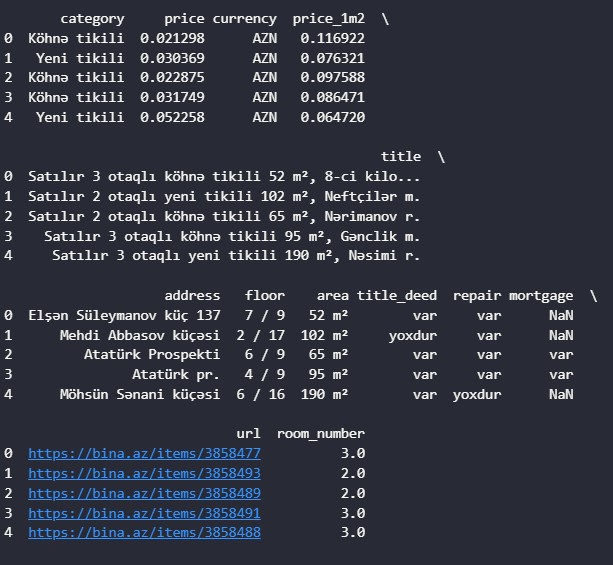 category price currency price_1m2 \
0 Köhnə tikili 0.021298 AZN 0.116922
1 Yeni tikili 0.030369 AZN 0.076321
2 Köhnə tikili 0.022875 AZN 0.097588
3 Köhnə tikili 0.031749 AZN 0.086471
4 Yeni tikili 0.052258 AZN 0.064720
title \
0 Satılır 3 otaqlı köhnə tikili 52 m², 8-ci kilo...
1 Satılır 2 otaqlı yeni tikili 102 m², Neftçilər m.
2 Satılır 2 otaqlı köhnə tikili 65 m², Nərimanov r.
3 Satılır 3 otaqlı köhnə tikili 95 m², Gənclik m.
4 Satılır 3 otaqlı yeni tikili 190 m², Nəsimi r.
address floor area title_deed repair mortgage \
0 Elşən Süleymanov küç 137 7 / 9 52 m² var var NaN
1 Mehdi Abbasov küçəsi 2 / 17 102 m² yoxdur var NaN
2 Atatürk Prospekti 6 / 9 65 m² var var var
3 Atatürk pr. 4 / 9 95 m² var var var
4 Möhsün Sənani küçəsi 6 / 16 190 m² var yoxdur NaN
url room_number
0 https://bina.az/items/3858477 3.0
1 https://bina.az/items/3858493 2.0
2 https://bina.az/items/3858489 2.0
3 https://bina.az/items/3858491 3.0
4 https://bina.az/items/3858488 3.0